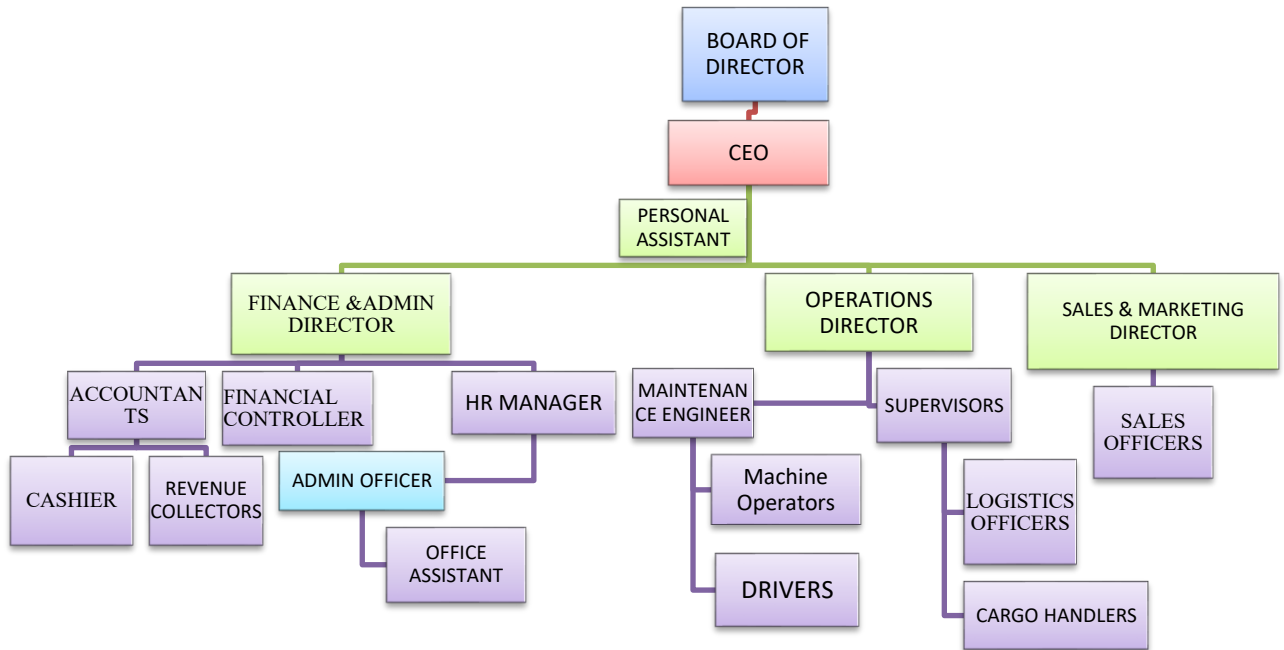 BOARD OF
DIRECTOR
CEO
PERSONAL
ASSISTANT
FINANCE &ADMIN
DIRECTOR
OPERATIONS
DIRECTOR
SALES & MARKETING
DIRECTOR
ACCOUNTAN
TS
FINANCIAL
CONTROLLER
HR MANAGER
MAINTENAN
CE ENGINEER
SUPERVISORS
SALES
OFFICERS
CASHIER
REVENUE
COLLECTORS
ADMIN OFFICER
Machine
Operators
LOGISTICS
OFFICERS
OFFICE
ASSISTANT
DRIVERS
CARGO HANDLERS